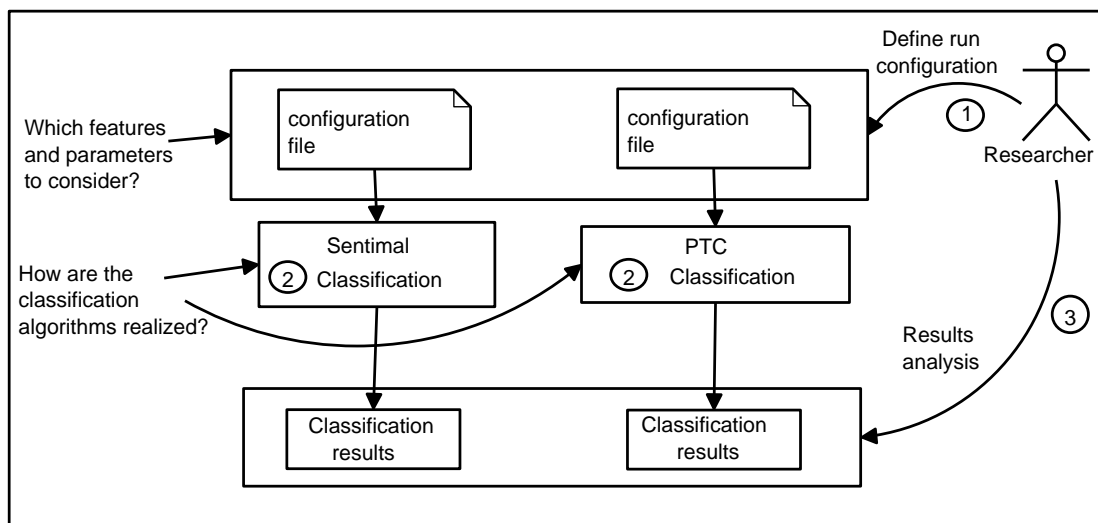 Define run
configuration
1
Researcher
Which features
and parameters
to consider?
configuration
file
configuration
file
How are the
classification
algorithms realized?
Sentimal
2 Classification
PTC
2 Classification
Results
analysis
3
Classification
results
Classification
results